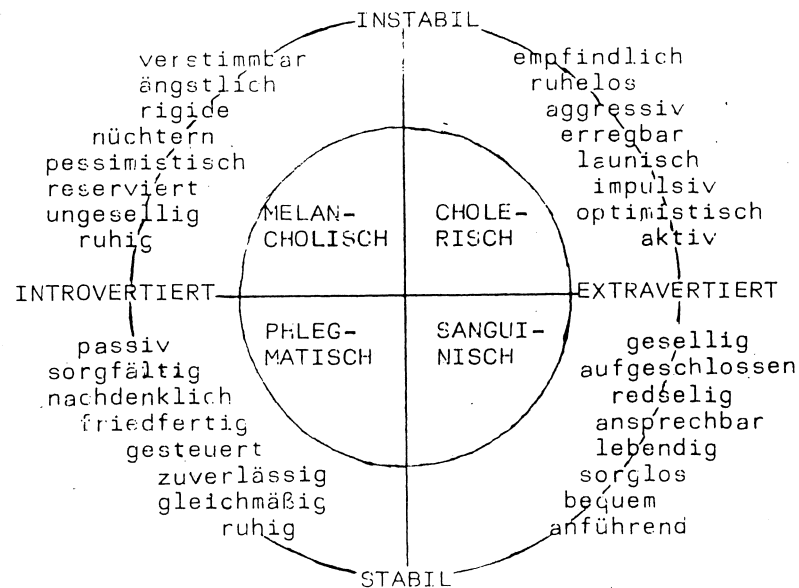 INSTABIL
verstimmbar
ängstlich
rigide
nüchtern
pessimistisch
reserviert
ungesellig
ruhig
empfindlich
ruhelos
aggressiv
erregbar
launisch
impulsiv
optimistisch
aktiv
MELAN-
CHOLISCH
CHOLE-
RISCH
INTROVERTIERT
EXTRAVERTIERT
PHLEG-
MATISCH
SANGUI-
NISCH
passiv
sorgfältig
nachdenklich
friedfertig
gesteuert
zuverlässig
gleichmäßig
ruhig
gesellig
aufgeschlossen
redselig
ansprechbar
lebendig
sorglos
bequem
anführend
STABIL